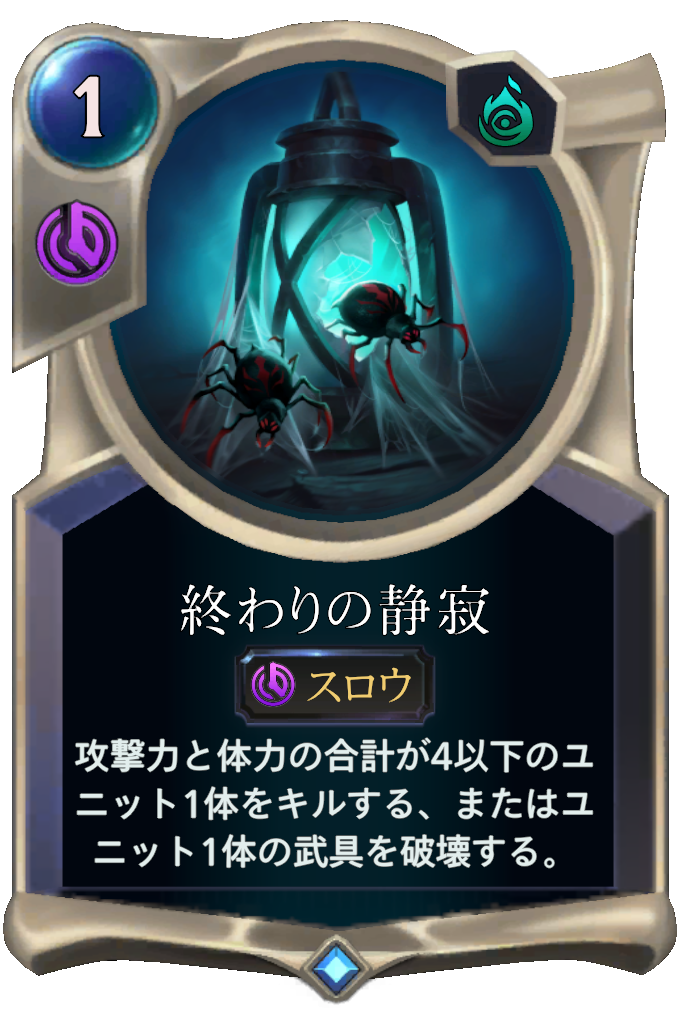 1
終わりの静寂
スロウ
攻撃力と体力の合計が4以下のユ
ニット1体をキルする、またはユ
ニット1体の武具を破壊する。